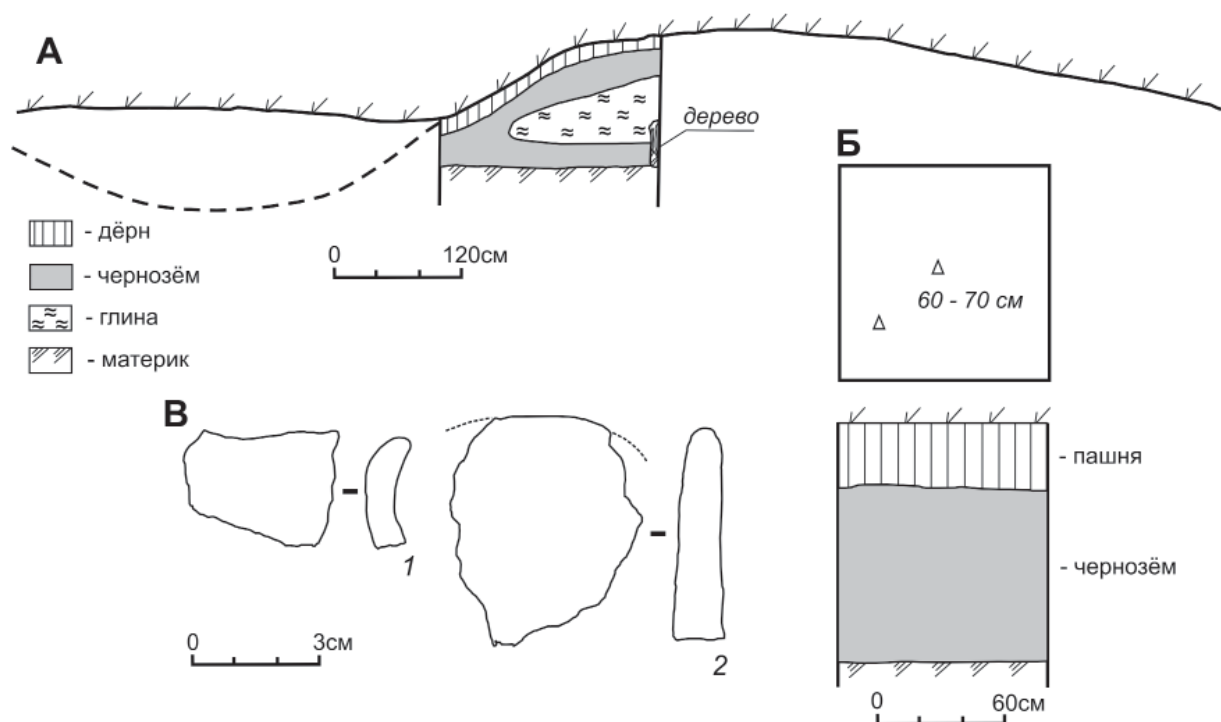 А
дерево
Б
- дёрн
0 120см
- чернозём
60 - 70 см
- глина
- материк
В
- пашня
1
- чернозём
0 3см
2
0 60см